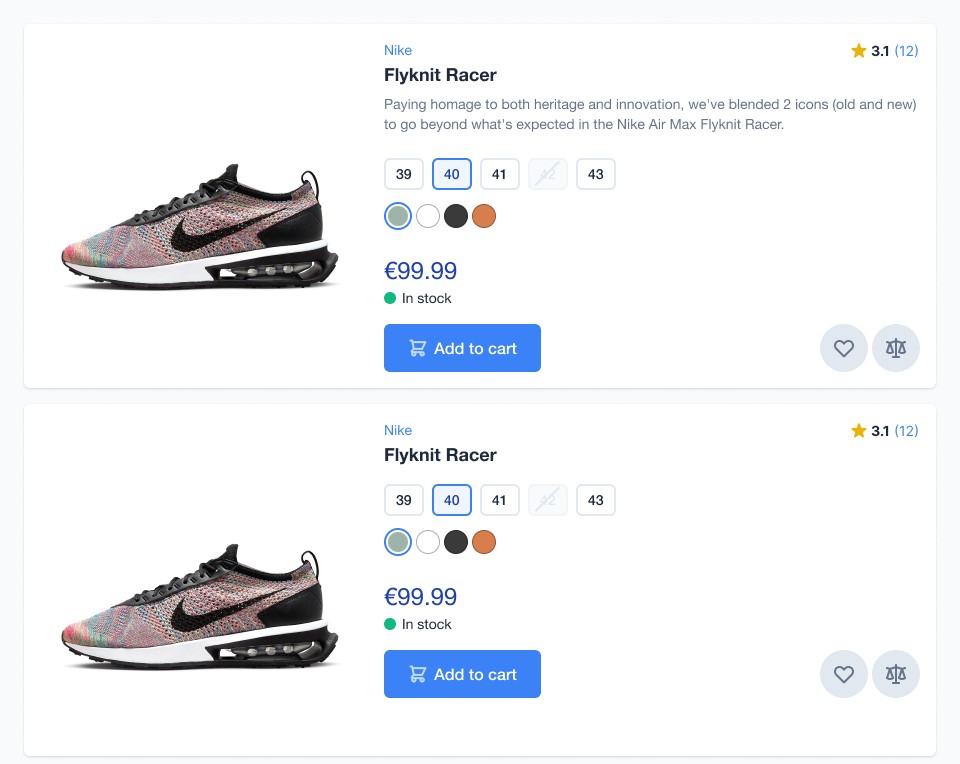 Nike
3.1 (12)
Flyknit Racer
Paying homage to both heritage and innovation, we've blended 2 icons (old and new)
to go beyond what's expected in the Nike Air Max Flyknit Racer.
39 40 41 42 43
€99.99
In stock
Add to cart
Nike
3.1 (12)
Flyknit Racer
39 40 41 42 43
€99.99
In stock
Add to cart